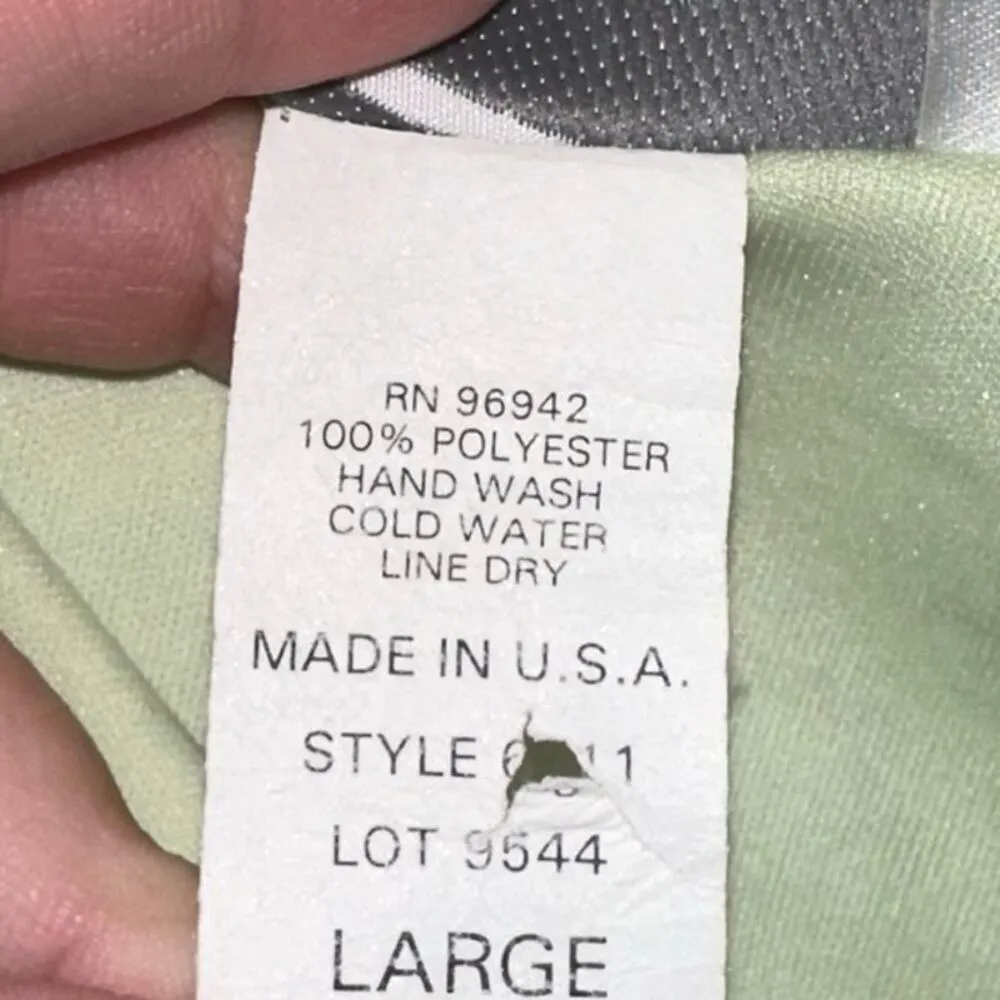 RN 96942
100% POLYESTER
HAND WASH
COLD WATER
LINE DRY
MADE IN U.S.A.
STYLE
LOT 9544
LARGE